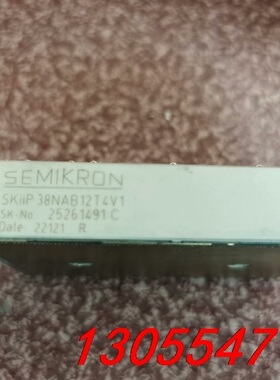 SEMIKRON
SKiiP 38NAB12T4V1
SK-No. 25261491 C
Date: 22121 R
1305547